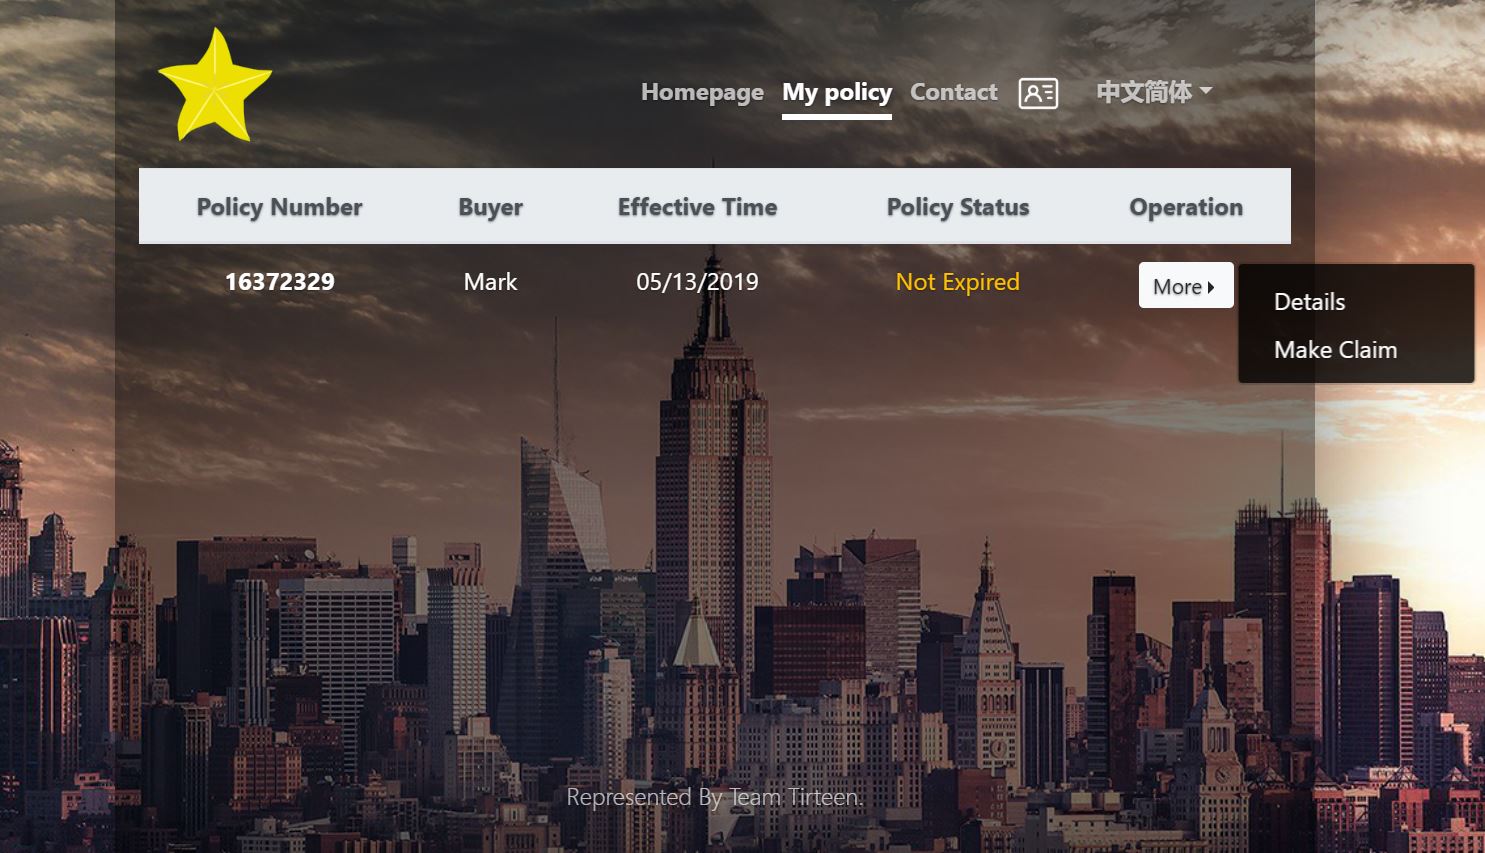 Homepage My policy Contact 中文简体
Policy Number Buyer Effective Time Policy Status Operation
16372329 Mark 05/13/2019 Not Expired More
Details
Make Claim
Represented By Team Tirteen.